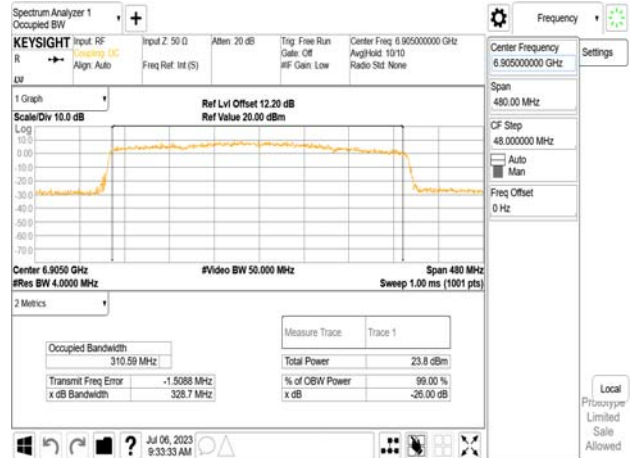 Spectrum Analyzer 1
Occupied BW
Frequency
KEYSIGHT
R
LXI
Input: RF
Coupling: DC
Align: Auto
Input Z: 50 Ω
Freq Ref: Int (S)
Atten: 20 dB
Trig: Free Run
Gate: Off
#IF Gain: Low
Center Freq: 6.905000000 GHz
Avg|Hold: 10/10
Radio Std: None
1 Graph
Scale/Div 10.0 dB
Ref Lvl Offset 12.20 dB
Ref Value 20.00 dBm
Log
10.0
0.00
-10.0
-20.0
-30.0
-40.0
-50.0
-60.0
-70.0
Center 6.9050 GHz
#Res BW 4.0000 MHz
#Video BW 50.000 MHz
Span 480 MHz
Sweep 1.00 ms (1001 pts)
2 Metrics
Measure Trace Trace 1
Occupied Bandwidth
310.59 MHz
Total Power 23.8 dBm
Transmit Freq Error -1.5088 MHz
% of OBW Power 99.00 %
x dB Bandwidth 328.7 MHz
x dB -26.00 dB
Jul 06, 2023
9:33:33 AM
?
Center Frequency
6.905000000 GHz
Settings
Span
480.00 MHz
CF Step
48.000000 MHz
Auto
Man
Freq Offset
0 Hz
Local
Prototype
Limited
Sale
Allowed